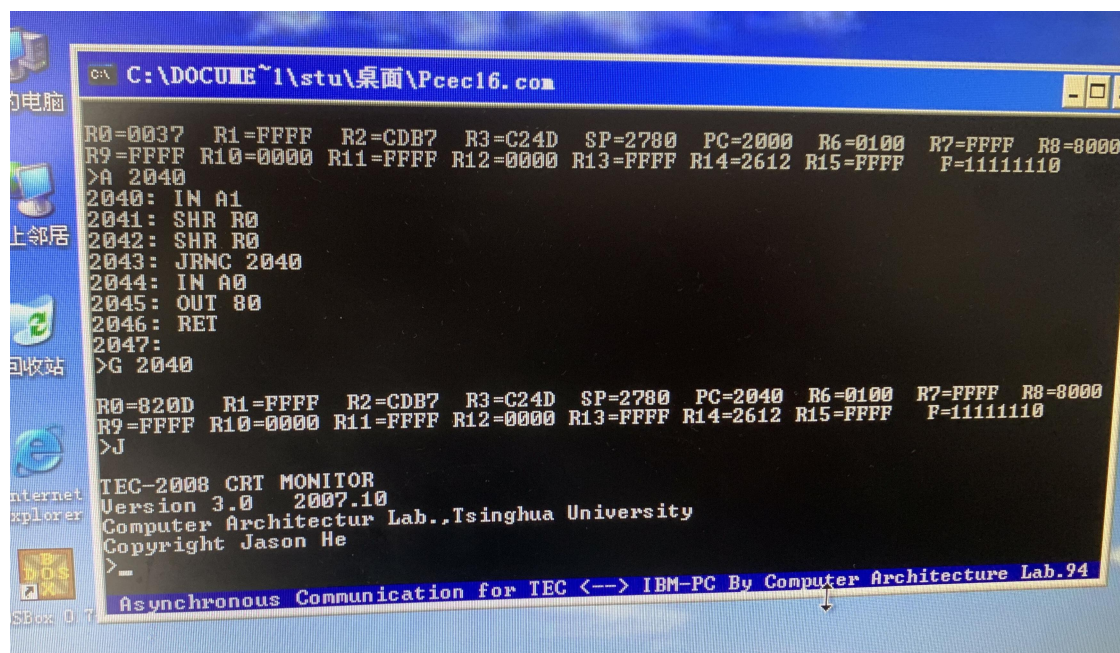 C:\DOCUME~1\stu\桌面\Pcec16.com
的电脑
R0=0037 R1=FFFF R2=CDB7 R3=C24D SP=2780 PC=2000 R6=0100 R7=FFFF R8=8000
R9=FFFF R10=0000 R11=FFFF R12=0000 R13=FFFF R14=2612 R15=FFFF F=11111110
>A 2040
2040: IN A1
2041: SHR R0
2042: SHR R0
2043: JRNC 2040
2044: IN A0
2045: OUT 80
2046: RET
2047:
>G 2040
上邻居
回收站
R0=820D R1=FFFF R2=CDB7 R3=C24D SP=2780 PC=2040 R6=0100 R7=FFFF R8=8000
R9=FFFF R10=0000 R11=FFFF R12=0000 R13=FFFF R14=2612 R15=FFFF F=11111110
>J
TEC-2008 CRT MONITOR
Version 3.0 2007.10
Computer Architectur Lab.,Tsinghua University
Copyright Jason He
>_
nternet
xplorer
DOS
SBox 0.7
Asynchronous Communication for TEC <--> IBM-PC By Computer Architecture Lab.94